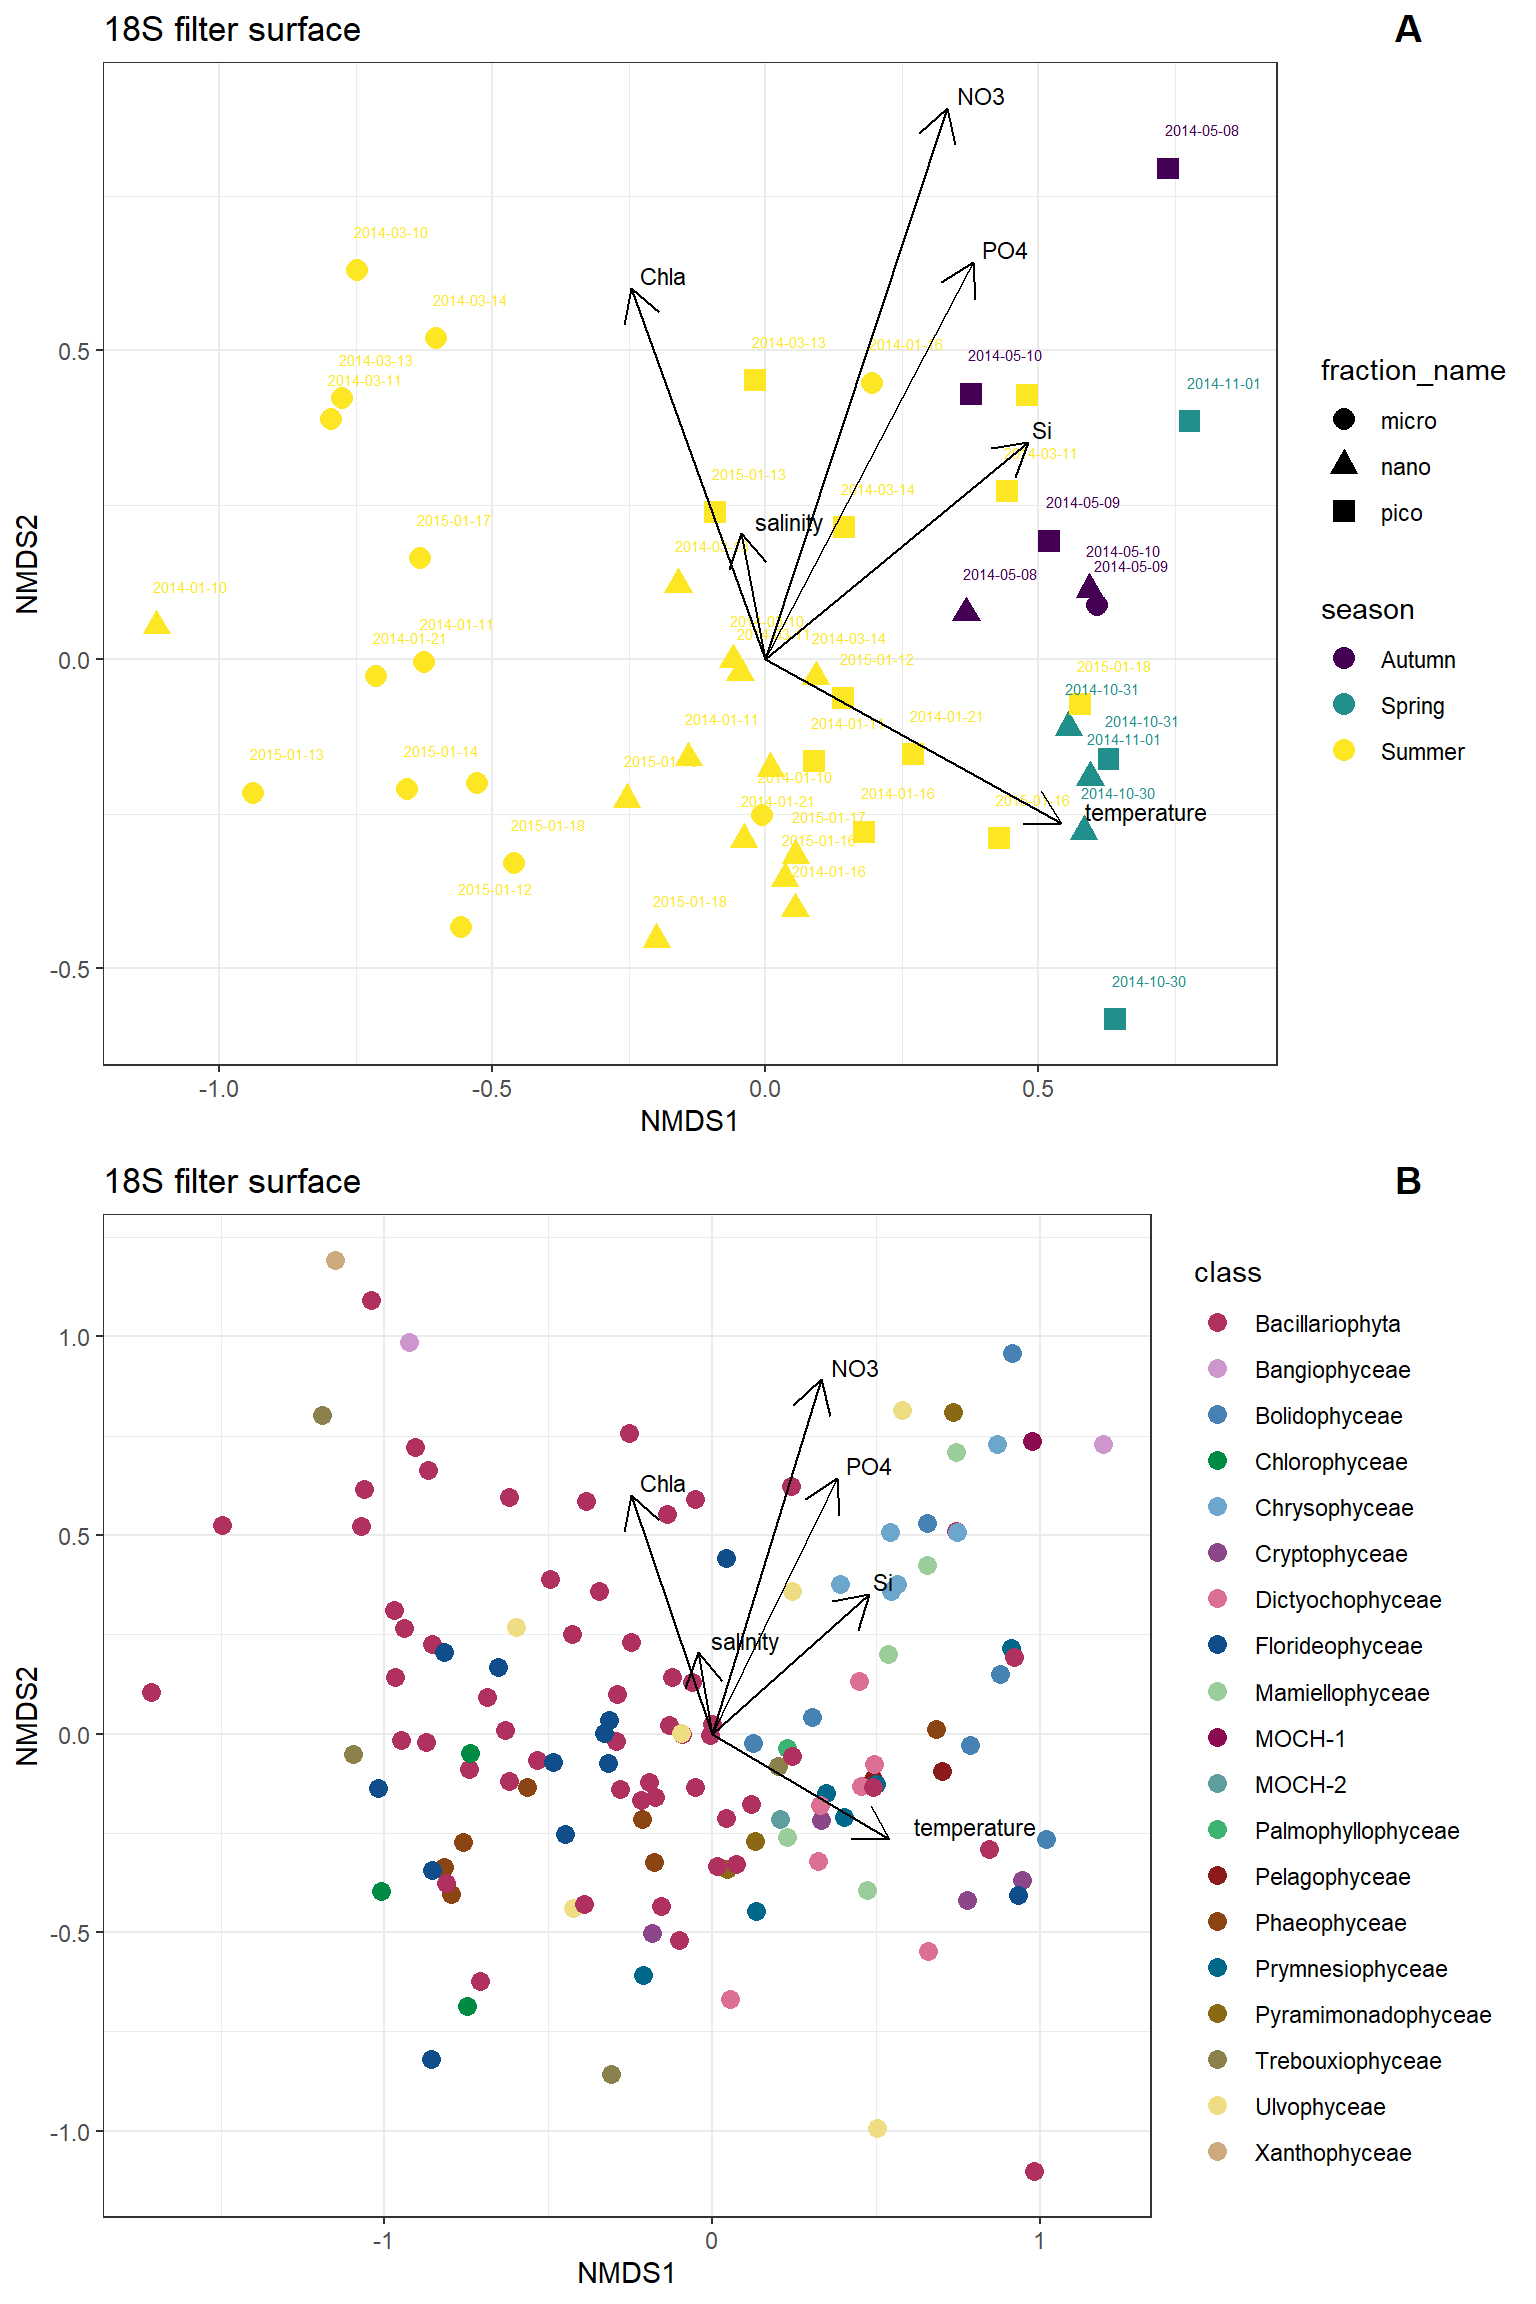 18S filter surface
A
NO3
2014-05-08
PO4
2014-03-10
Chla
2014-03-14
2014-03-13
2014-01-16
2014-05-10
2014-03-13
2014-03-11
2014-11-01
Si
2014-03-11
2015-01-13
2014-03-14
2014-05-09
2015-01-17
salinity
2014-05-10
2014-05-09
2014-05-08
2014-01-10
2014-01-11
2014-01-21
2014-03-14
2015-01-12
2015-01-18
2014-10-31
2014-01-11
2014-01-21
2014-10-31
2014-11-01
2015-01-13
2015-01-14
2014-01-10
2014-01-16
2015-01-16
2014-10-30
2014-01-21
temperature
2015-01-17
2015-01-18
2015-01-16
2014-01-16
2015-01-12
2015-01-18
2014-10-30
0.5
0.0
-0.5
NMDS2
-1.0
-0.5
0.0
0.5
NMDS1
fraction_name
micro
nano
pico
season
Autumn
Spring
Summer
18S filter surface
B
NO3
PO4
Chla
Si
salinity
temperature
1.0
0.5
0.0
-0.5
-1.0
NMDS2
-1
0
1
NMDS1
class
Bacillariophyta
Bangiophyceae
Bolidophyceae
Chlorophyceae
Chrysophyceae
Cryptophyceae
Dictyochophyceae
Florideophyceae
Mamiellophyceae
MOCH-1
MOCH-2
Palmophyllophyceae
Pelagophyceae
Phaeophyceae
Prymnesiophyceae
Pyramimonadophyceae
Trebouxiophyceae
Ulvophyceae
Xanthophyceae